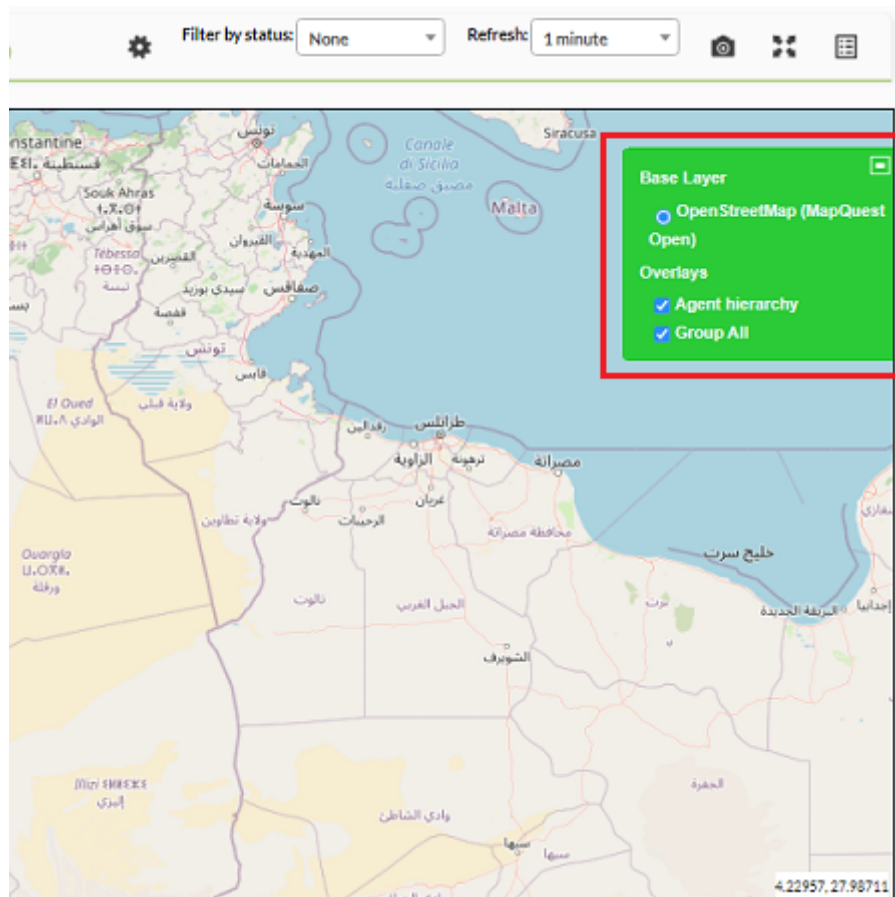 Filter by status: None Refresh: 1 minute
تونس
Siracusa
nstantine
قسنطينة
الحمامات
Canale
di Sicilia
مضيق صقلية
Base Layer
Souk Ahras
سوق أهراس
سوسة
Malta
OpenStreetMap (MapQuest
Open)
القيروان
المهدية
Tébessa
تبسة
القصرين
Overlays
سيدي بوزيد
صفاقس
Agent hierarchy
قفصة
Group All
تونس
قابس
El Oued
الوادي
ولاية قبلي
طرابلس
رقدالين
الزاوية
ترهونة
مصراتة
غريان
نالوت
الرحيبات
ولاية تطاوين
محافظة مصراتة
Ouargla
ورقلة
خليج سرت
نالوت
الجبل الغربي
البريقة الجديدة
إجدابيا
الشويرف
Illizi
إليزي
الجفرة
وادي الشاطئ
سبها
سبها
4.22957, 27.98711